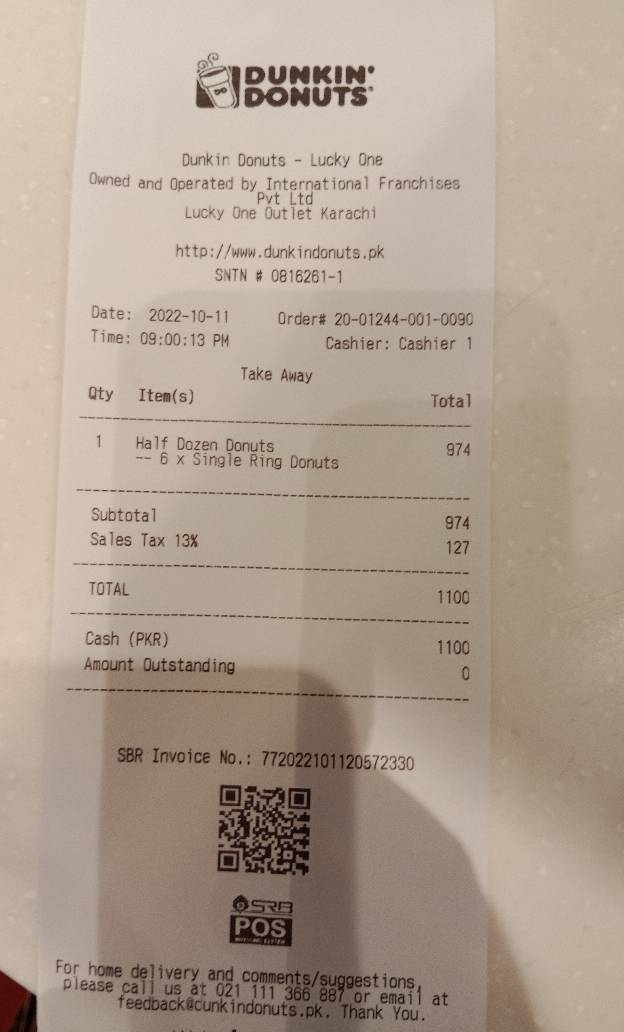 DUNKIN'
DONUTS
Dunkin Donuts - Lucky One
Owned and Operated by International Franchises
Pvt Ltd
Lucky One Outlet Karachi
http://www.dunkindonuts.pk
SNTN # 0816261-1
Date: 2022-10-11 Order# 20-01244-001-0090
Time: 09:00:13 PM Cashier: Cashier 1
Take Away
Qty Item(s) Total
1 Half Dozen Donuts 974
-- 6 x Single Ring Donuts
Subtotal 974
Sales Tax 13% 127
TOTAL 1100
Cash (PKR) 1100
Amount Outstanding 0
SBR Invoice No.: 772022101120572330
SRB
POS
For home delivery and comments/suggestions,
please call us at 021 111 366 887 or email at
feedback@dunkindonuts.pk. Thank You.